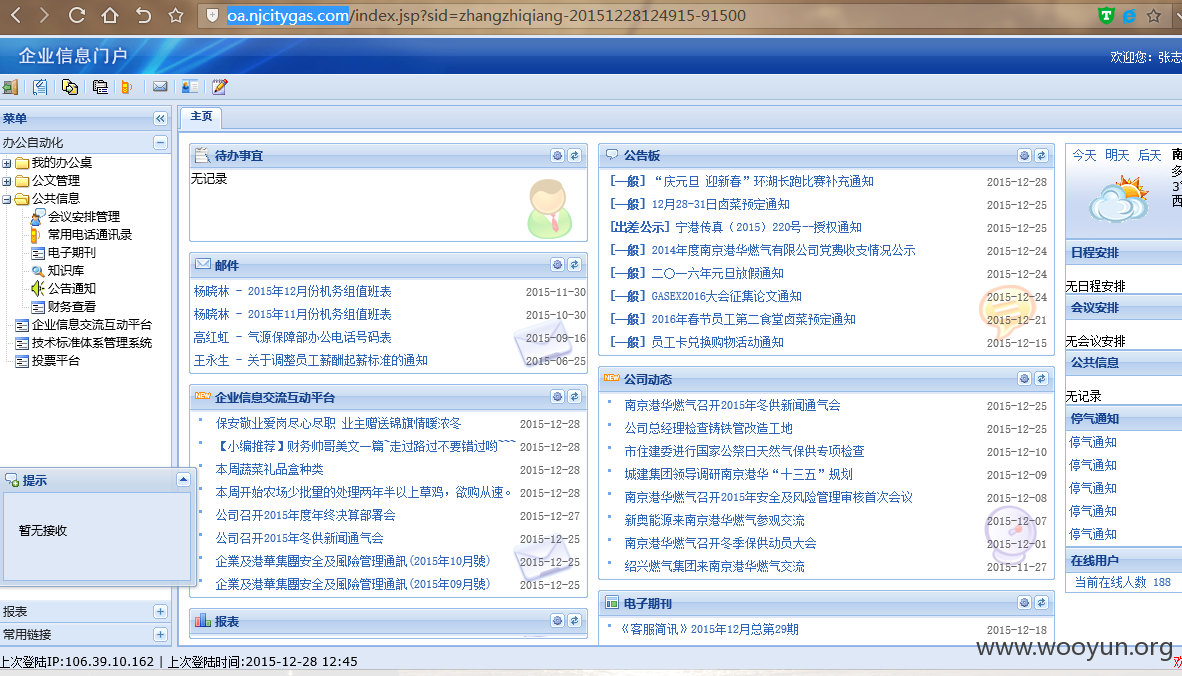 oa.njcitygas.com/index.jsp?sid=zhangzhiqiang-20151228124915-91500
企业信息门户
欢迎您: 张志
菜单
办公自动化
我的办公桌
公文管理
公共信息
会议安排管理
常用电话通讯录
电子期刊
知识库
公告通知
财务查看
企业信息交流互动平台
技术标准体系管理系统
投票平台
提示
暂无接收
报表
常用链接
主页
待办事宜
无记录
邮件
杨晓林 - 2015年12月份机务组值班表 2015-11-30
杨晓林 - 2015年11月份机务组值班表 2015-10-30
高红虹 - 气源保障部办公电话号码表 2015-09-16
王永生 - 关于调整员工薪酬起薪标准的通知 2015-06-25
NEW 企业信息交流互动平台
保安敬业爱岗尽心尽职 业主赠送锦旗情暖浓冬 2015-12-28
【小编推荐】财务帅哥美文一篇~走过路过不要错过哟~~~ 2015-12-28
本周蔬菜礼品盒种类 2015-12-28
本周开始农场少批量的处理两年半以上草鸡，欲购从速。 2015-12-28
公司召开2015年度年终决算部署会 2015-12-27
公司召开2015年冬供新闻通气会 2015-12-25
企業及港華集團安全及風險管理通訊(2015年10月號) 2015-12-25
企業及港華集團安全及風險管理通訊(2015年09月號) 2015-12-25
报表
公告板
[一般] “庆元旦 迎新春”环湖长跑比赛补充通知 2015-12-28
[一般] 12月28-31日卤菜预定通知 2015-12-25
[出差公示] 宁港传真（2015）220号--授权通知 2015-12-25
[一般] 2014年度南京港华燃气有限公司党费收支情况公示 2015-12-24
[一般] 二〇一六年元旦放假通知 2015-12-24
[一般] GASEX2016大会征集论文通知 2015-12-24
[一般] 2016年春节员工第二食堂卤菜预定通知 2015-12-21
[一般] 员工卡兑换购物活动通知 2015-12-15
NEW 公司动态
南京港华燃气召开2015年冬供新闻通气会 2015-12-25
公司总经理检查铸铁管改造工地 2015-12-25
市住建委进行国家公祭日天然气保供专项检查 2015-12-10
城建集团领导调研南京港华“十三五”规划 2015-12-09
南京港华燃气召开2015年安全及风险管理审核首次会议 2015-12-08
新奥能源来南京港华燃气参观交流 2015-12-07
南京港华燃气召开冬季保供动员大会 2015-12-01
绍兴燃气集团来南京港华燃气交流 2015-11-27
电子期刊
《客服简讯》2015年12月总第29期 2015-12-18
今天 明天 后天 南
多
3
西
日程安排
无日程安排
会议安排
无会议安排
公共信息
无记录
停气通知
停气通知
停气通知
停气通知
停气通知
停气通知
在线用户
当前在线人数 188
www.wooyun.org
上次登陆IP:106.39.10.162 | 上次登陆时间:2015-12-28 12:45
欢